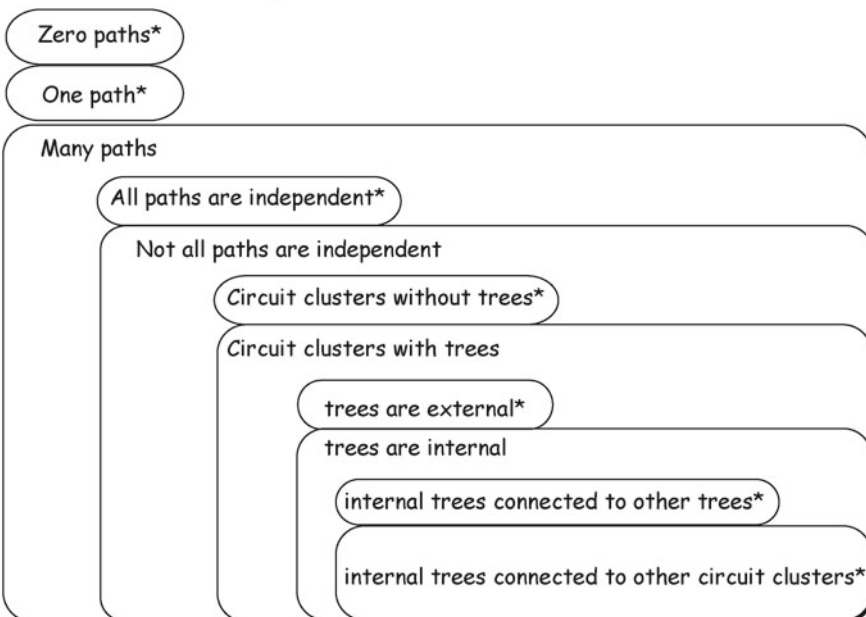 Zero paths*
One path*
Many paths
All paths are independent*
Not all paths are independent
Circuit clusters without trees*
Circuit clusters with trees
trees are external*
trees are internal
internal trees connected to other trees*
internal trees connected to other circuit clusters*